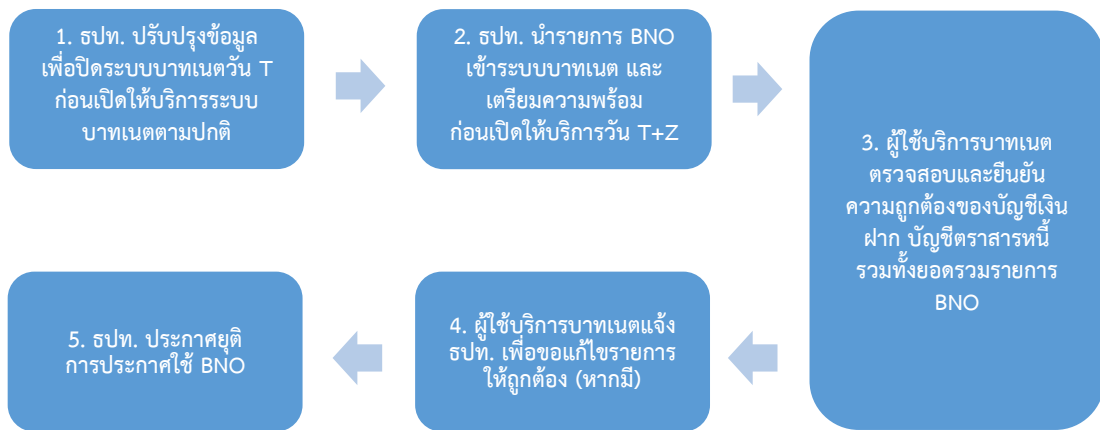 1. ธปท. ปรับปรุงข้อมูล
เพื่อปิดระบบบาทเนตวัน T
ก่อนเปิดให้บริการระบบ
บาทเนตตามปกติ
2. ธปท. นำรายการ BNO
เข้าระบบบาทเนต และ
เตรียมความพร้อม
ก่อนเปิดให้บริการวัน T+Z
3. ผู้ใช้บริการบาทเนต
ตรวจสอบและยืนยัน
ความถูกต้องของบัญชีเงิน
ฝาก บัญชีตราสารหนี้
รวมทั้งยอดรวมรายการ
BNO
4. ผู้ใช้บริการบาทเนตแจ้ง
ธปท. เพื่อขอแก้ไขรายการ
ให้ถูกต้อง (หากมี)
5. ธปท. ประกาศยุติ
การประกาศใช้ BNO